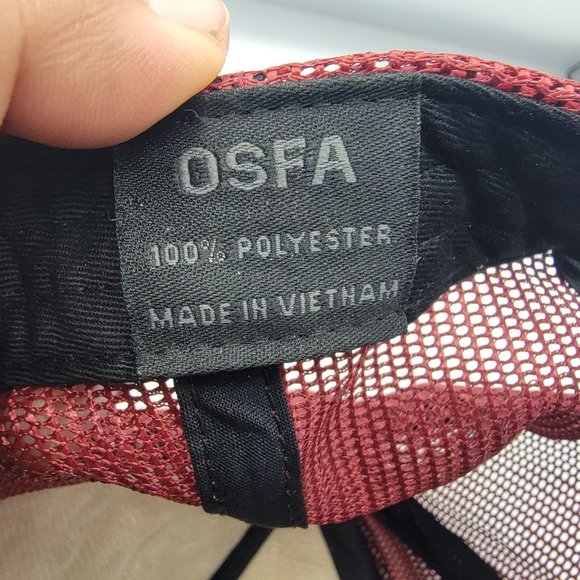 OSFA
100% POLYESTER
MADE IN VIETNAM